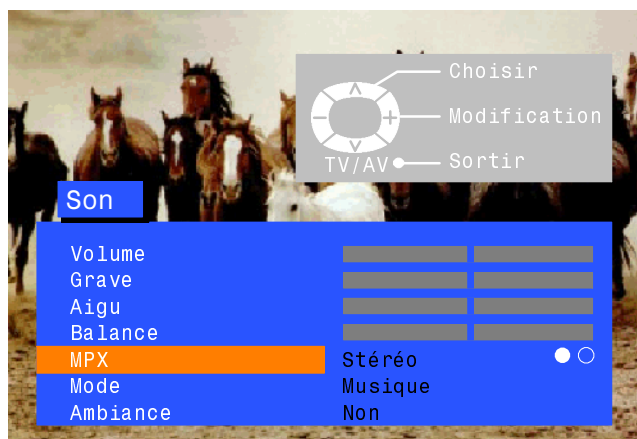 Choisir
Modification
TV/AV Sortir
Son
Volume
Grave
Aigu
Balance
MPX Stéréo
Mode Musique
Ambiance Non